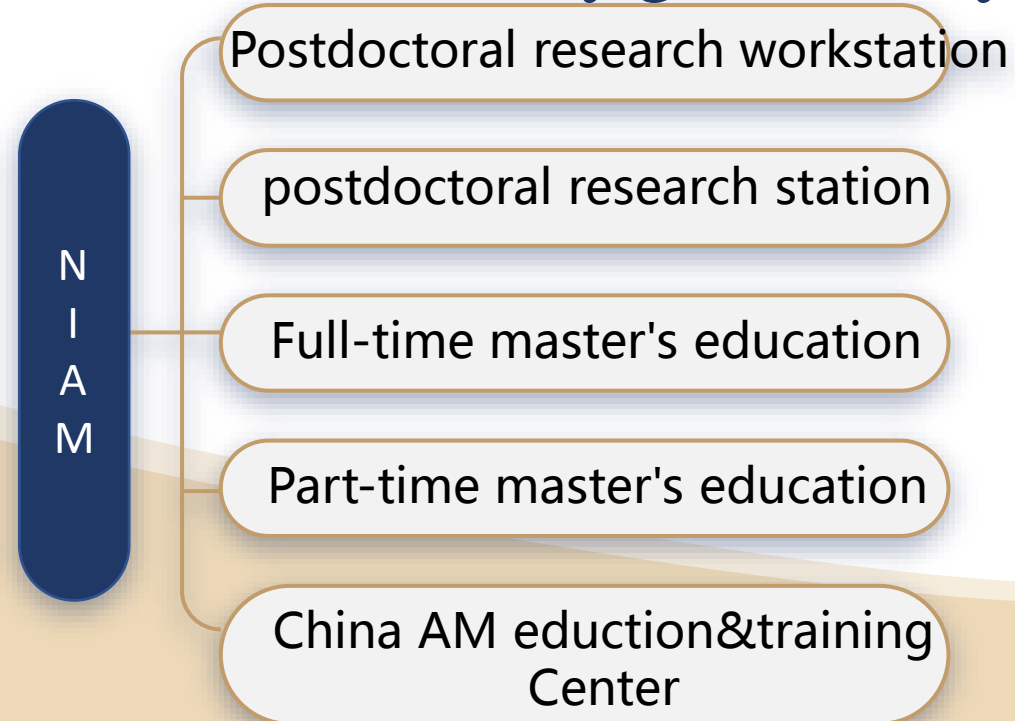 Postdoctoral research workstation
postdoctoral research station
N
I
A
M
Full-time master's education
Part-time master's education
China AM eduction&training
Center